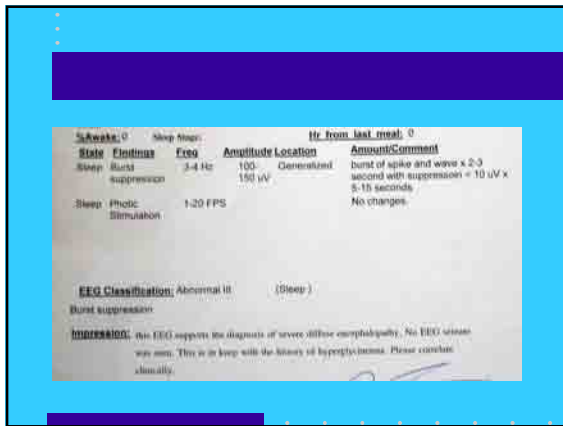 %Awake: 0 Sleep Stage: Hr from last meal: 0
State Findings Freq Amplitude Location Amount/Comment
Sleep Burst suppression 3-4 Hz 100-150 uV Generalized burst of spike and wave x 2-3 second with suppressoin < 10 uV x 5-15 seconds
Sleep Photic Stimulation 1-20 FPS No changes.
EEG Classification: Abnormal III (Sleep )
Burst suppression
Impression: this EEG supports the diagnosis of severe diffuse encephalopathy. No EEG seizure
was seen. This is in keep with the history of hyperglycinemia. Please correlate
clinically.